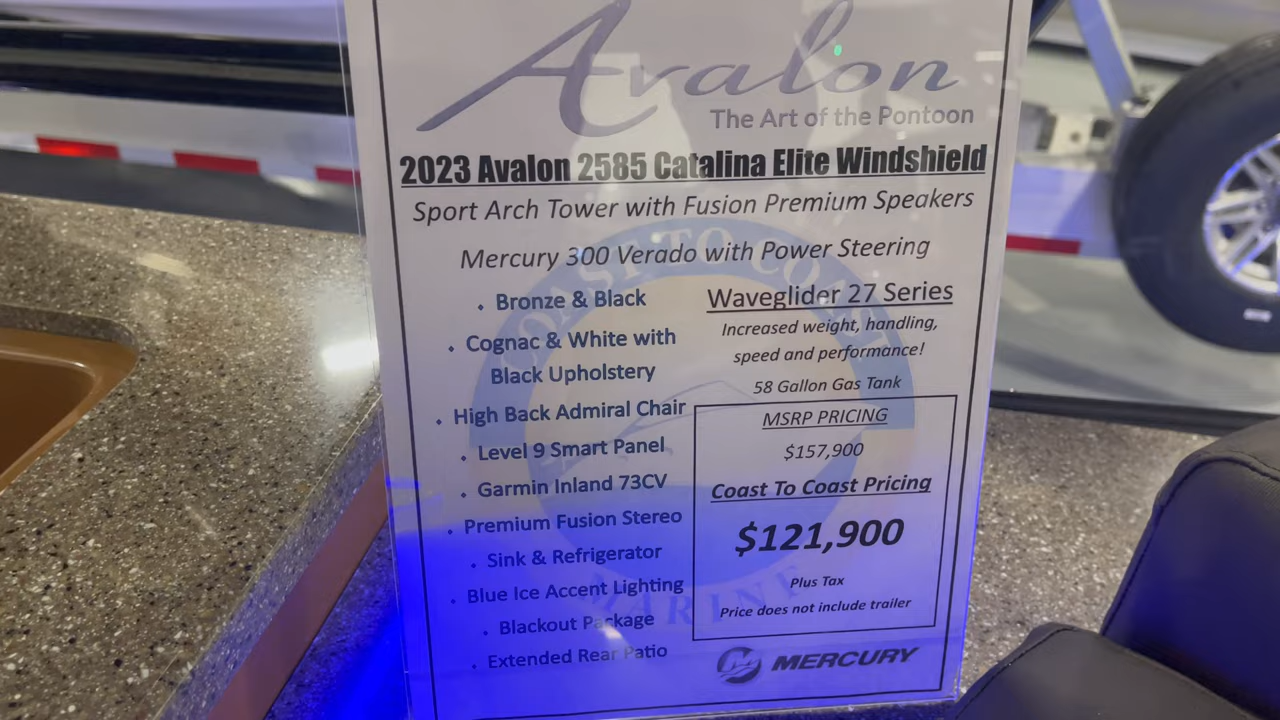 Avalon
The Art of the Pontoon
2023 Avalon 2585 Catalina Elite Windshield
Sport Arch Tower with Fusion Premium Speakers
Mercury 300 Verado with Power Steering
• Bronze & Black
• Cognac & White with
Black Upholstery
• High Back Admiral Chair
• Level 9 Smart Panel
• Garmin Inland 73CV
• Premium Fusion Stereo
• Sink & Refrigerator
• Blue Ice Accent Lighting
• Blackout Package
• Extended Rear Patio
Waveglider 27 Series
Increased weight, handling,
speed and performance!
58 Gallon Gas Tank
MSRP PRICING
$157,900
Coast To Coast Pricing
$121,900
Plus Tax
Price does not include trailer
MERCURY
COAST TO COAST
MARINE